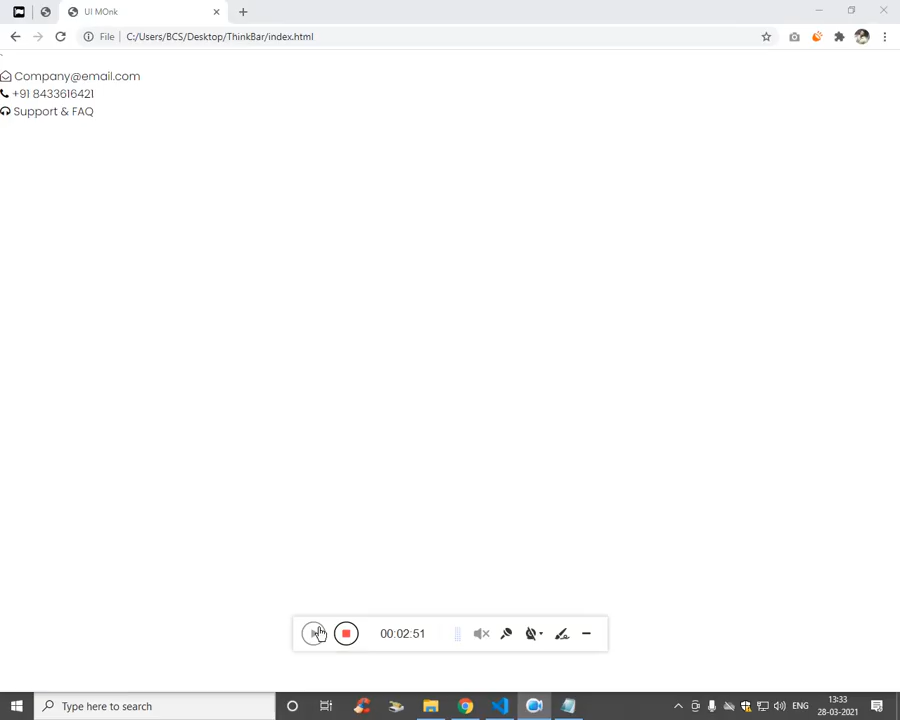 UI MOnk
File
C:/Users/BCS/Desktop/ThinkBar/index.html
`
Company@email.com
+91 8433616421
Support & FAQ
00:02:51
Type here to search
ENG
13:33
28-03-2021